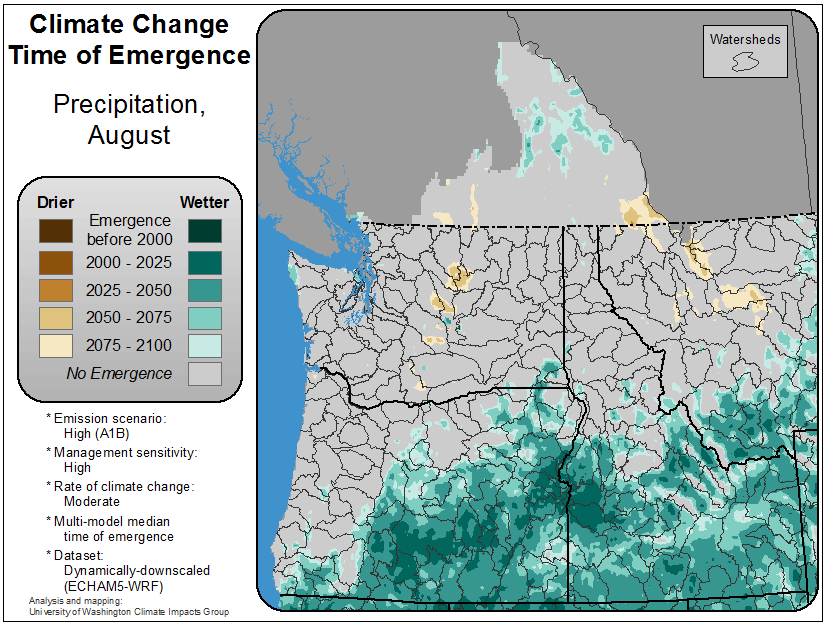 Climate Change
Time of Emergence
Precipitation,
August
Watersheds
Drier
Wetter
Emergence
before 2000
2000 - 2025
2025 - 2050
2050 - 2075
2075 - 2100
No Emergence
* Emission scenario:
High (A1B)
* Management sensitivity:
High
* Rate of climate change:
Moderate
* Multi-model median
time of emergence
* Dataset:
Dynamically-downscaled
(ECHAM5-WRF)
Analysis and mapping:
University of Washington Climate Impacts Group